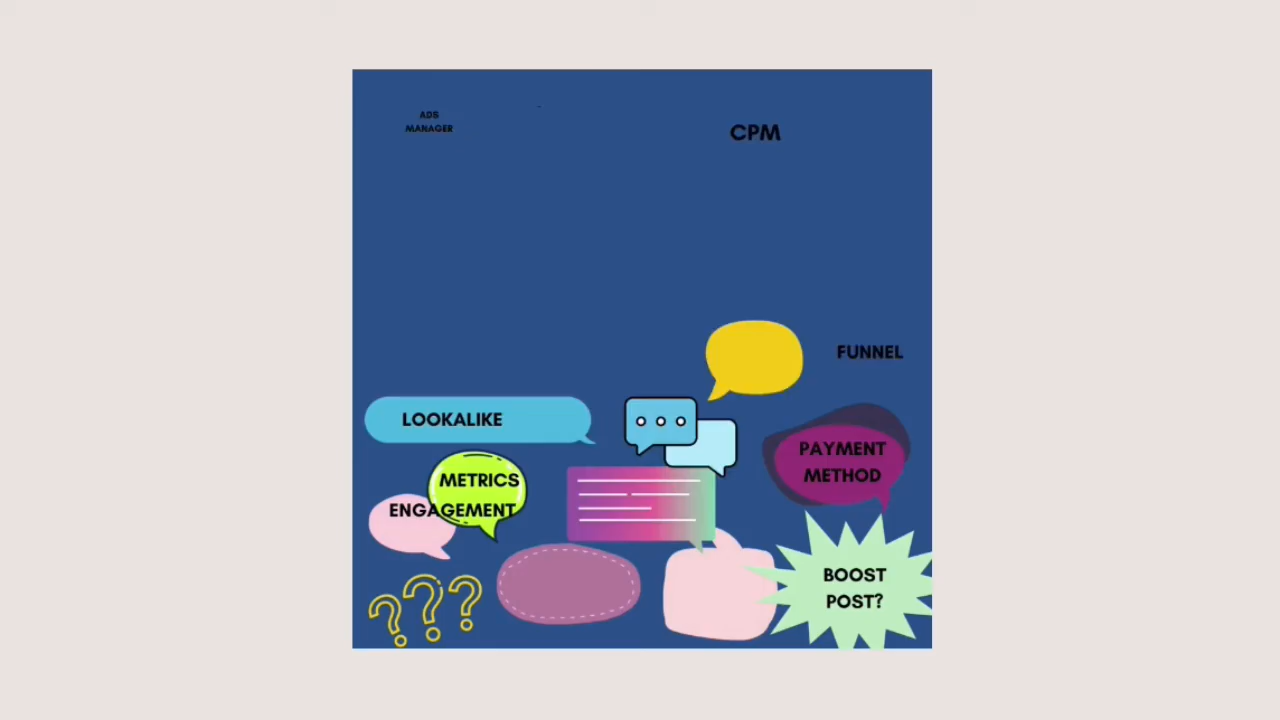 ADS
MANAGER
CPM
FUNNEL
LOOKALIKE
PAYMENT
METHOD
METRICS
ENGAGEMENT
???
BOOST
POST?